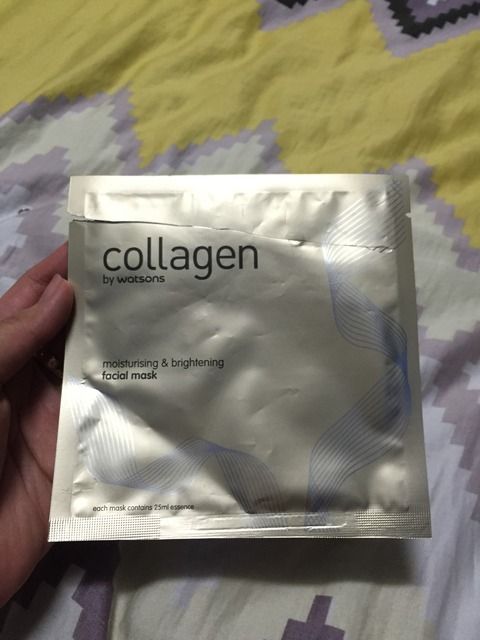 collagen
by watsons
moisturising & brightening
facial mask
each mask contains 25ml essence